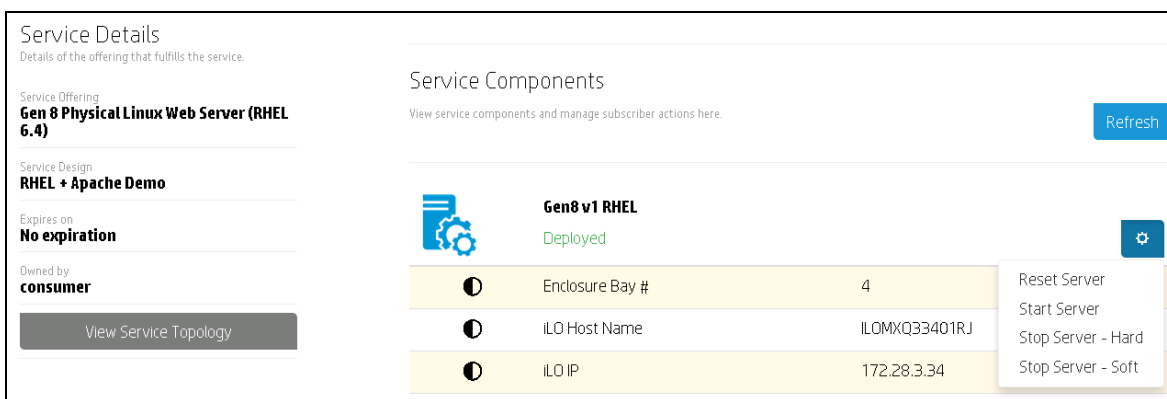 Service Details
Details of the offering that fulfills the service.
Service Offering
Gen 8 Physical Linux Web Server (RHEL
6.4)
Service Design
RHEL + Apache Demo
Expires on
No expiration
Owned by
consumer
View Service Topology
Service Components
View service components and manage subscriber actions here.
Refresh
Gen8 v1 RHEL
Deployed
Enclosure Bay # 4
iLO Host Name ILOMXQ33401RJ
iLO IP 172.28.3.34
Reset Server
Start Server
Stop Server - Hard
Stop Server - Soft